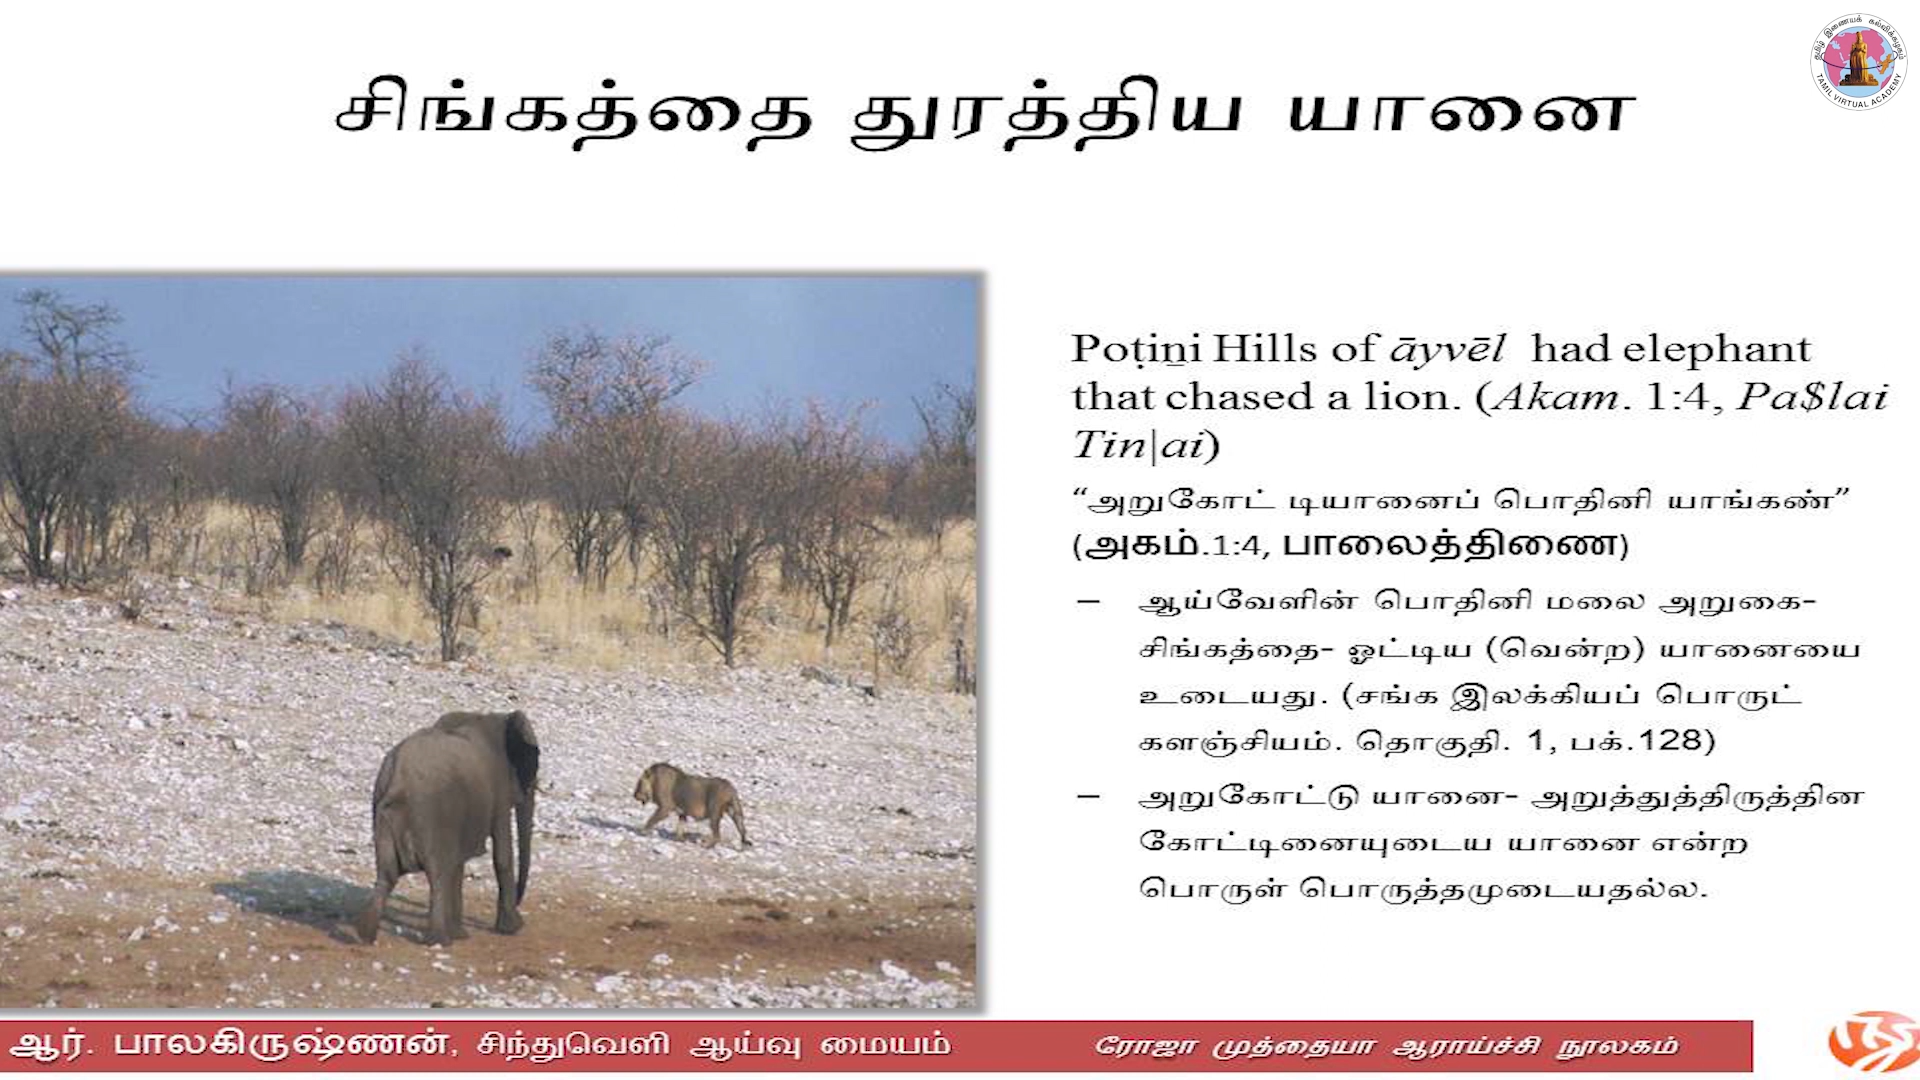 தமிழ் இணையக் கல்விக்கழகம்
TAMIL VIRTUAL ACADEMY
சிங்கத்தை துரத்திய யானை
Poṭiṉi Hills of āyvēl had elephant
that chased a lion. (Akam. 1:4, Pa$lai
Tin|ai)
“அறுகோட் டியானைப் பொதினி யாங்கண்”
(அகம்.1:4, பாலைத்திணை)
– ஆய்வேளின் பொதினி மலை அறுகை-
சிங்கத்தை- ஓட்டிய (வென்ற) யானையை
உடையது. (சங்க இலக்கியப் பொருட்
களஞ்சியம். தொகுதி. 1, பக்.128)
– அறுகோட்டு யானை- அறுத்துத்திருத்தின
கோட்டினையுடைய யானை என்ற
பொருள் பொருத்தமுடையதல்ல.
ஆர். பாலகிருஷ்ணன், சிந்துவெளி ஆய்வு மையம்
ரோஜா முத்தையா ஆராய்ச்சி நூலகம்